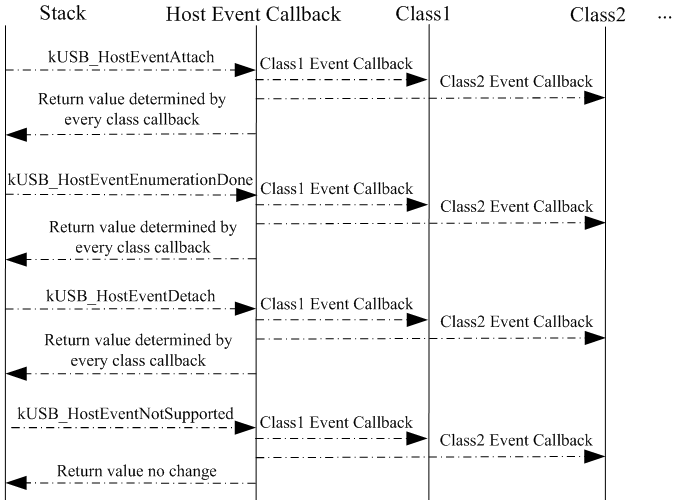 Stack Host Event Callback Class1 Class2 ...
kUSB_HostEventAttach
Class1 Event Callback
Class2 Event Callback
Return value determined by
every class callback
kUSB_HostEventEnumerationDone
Class1 Event Callback
Class2 Event Callback
Return value determined by
every class callback
kUSB_HostEventDetach
Class1 Event Callback
Class2 Event Callback
Return value determined by
every class callback
kUSB_HostEventNotSupported
Class1 Event Callback
Class2 Event Callback
Return value no change